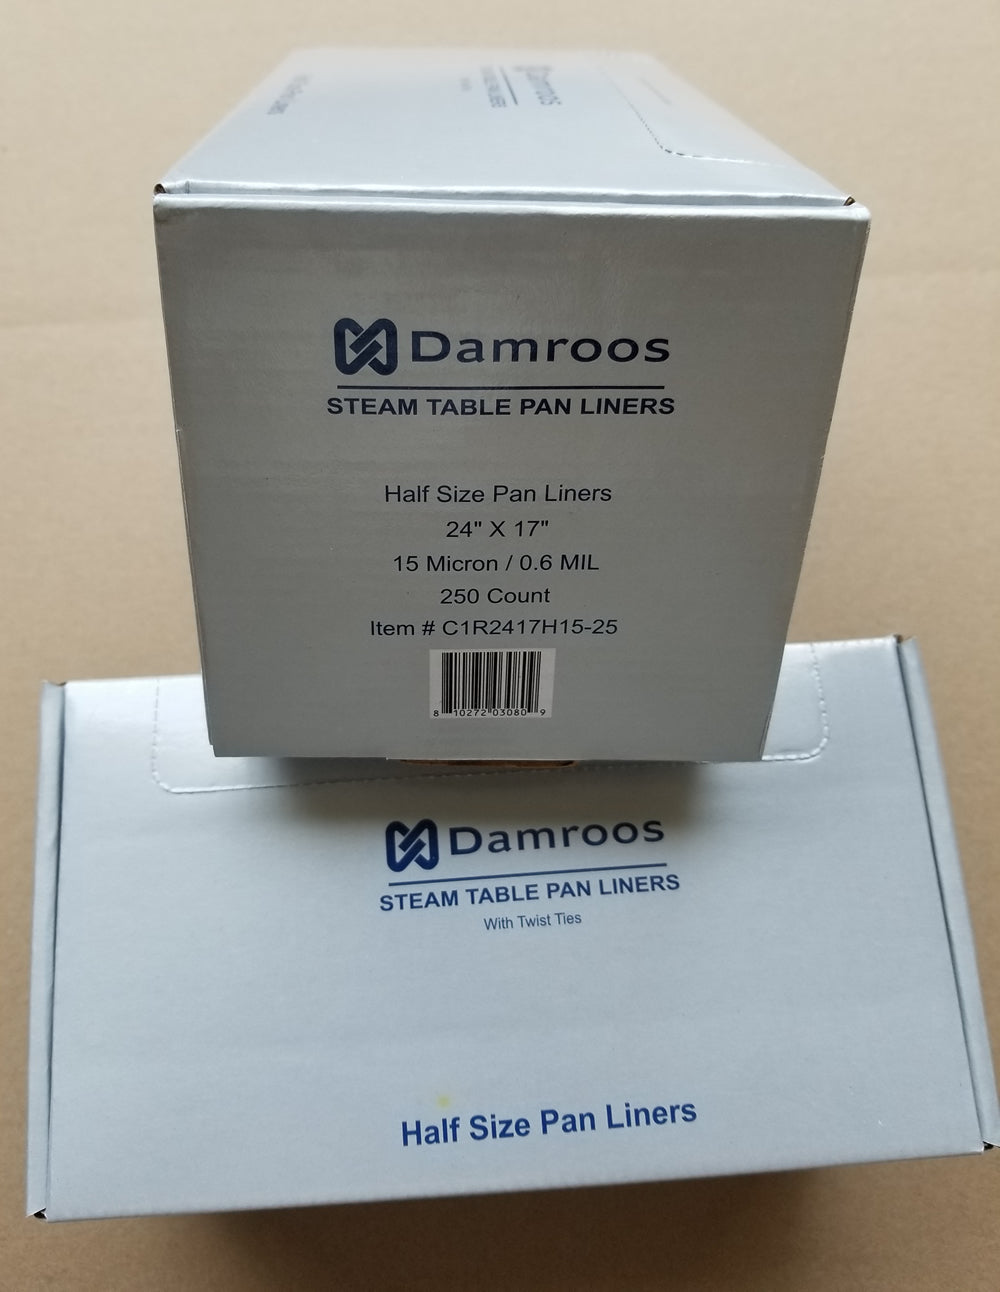 Damroos
Damroos
STEAM TABLE PAN LINERS
Half Size Pan Liners
24" X 17"
15 Micron / 0.6 MIL
250 Count
Item # C1R2417H15-25
8 10272 03080 9
Damroos
STEAM TABLE PAN LINERS
With Twist Ties
Half Size Pan Liners